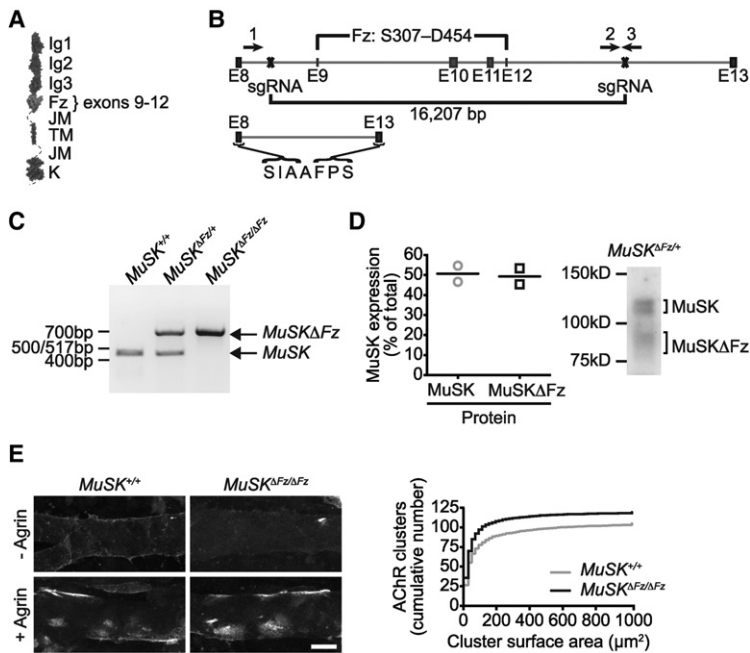 A
Ig1
Ig2
Ig3
Fz } exons 9-12
JM
TM
JM
K
B
1 Fz: S307–D454 2 3
E8 E9 E10 E11 E12 E13
sgRNA sgRNA
16,207 bp
E8 E13
S I A A F P S
C
MuSK+/+ MuSKΔFz/+ MuSKΔFz/ΔFz
700bp MuSKΔFz
500/517bp MuSK
400bp
D
MuSK expression
(% of total)
60
50
40
30
20
10
0
MuSK MuSKΔFz
Protein
MuSKΔFz/+
150kD
MuSK
100kD
MuSKΔFz
75kD
E
MuSK+/+ MuSKΔFz/ΔFz
- Agrin
+ Agrin
AChR clusters
(cumulative number)
125
100
75
50
25
0
MuSK+/+
MuSKΔFz/ΔFz
0 200 400 600 800 1000
Cluster surface area (μm2)